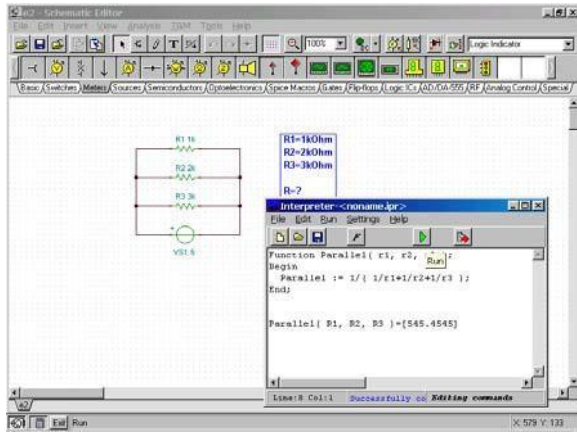 e2 - Schematic Editor
File Edit Insert View Analysis T&M Tools Help
100%
Logic Indicator
Basic Switches Meters Sources Semiconductors Optoelectronics Spice Macros Gates Flip-flops Logic ICs AD/DA-555 RF Analog Control Special
R1 1k
R2 2k
R3 3k
VS1.5
R1=1kOhm
R2=2kOhm
R3=3kOhm
R=?
Interpreter-<noname.ipr>
File Edit Run Settings Help
Function Parallel( r1, r2, ;
Run
Begin
Parallel := 1/( 1/r1+1/r2+1/r3 );
End;
Parallel( R1, R2, R3 )=[545.4545]
Line:8 Col:1 Successfully co Editing commands
e2
Exit Run
X: 579 Y: 133